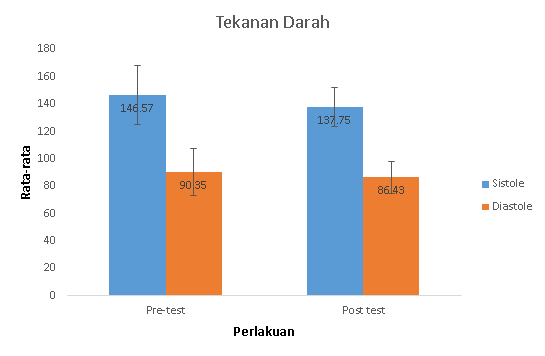 Tekanan Darah
180
160
140
120
100
80
60
40
20
0
Rata-rata
146.57
90.35
137.75
86.43
Pre-test
Post test
Perlakuan
Sistole
Diastole